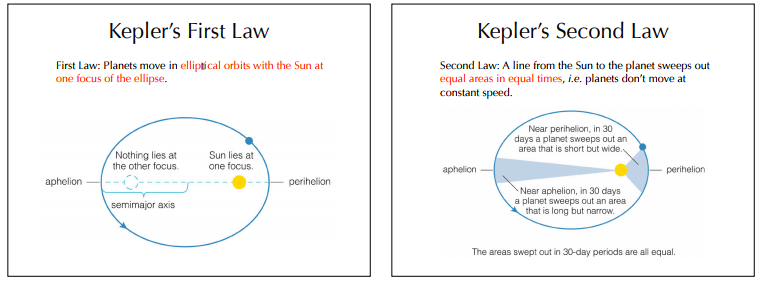 Kepler's First Law
First Law: Planets move in elliptical orbits with the Sun at
one focus of the ellipse.
Nothing lies at
the other focus.
Sun lies at
one focus.
aphelion
perihelion
semimajor axis
Kepler's Second Law
Second Law: A line from the Sun to the planet sweeps out
equal areas in equal times, i.e. planets don't move at
constant speed.
Near perihelion, in 30
days a planet sweeps out an
area that is short but wide.
aphelion
perihelion
Near aphelion, in 30 days
a planet sweeps out an area
that is long but narrow.
The areas swept out in 30-day periods are all equal.